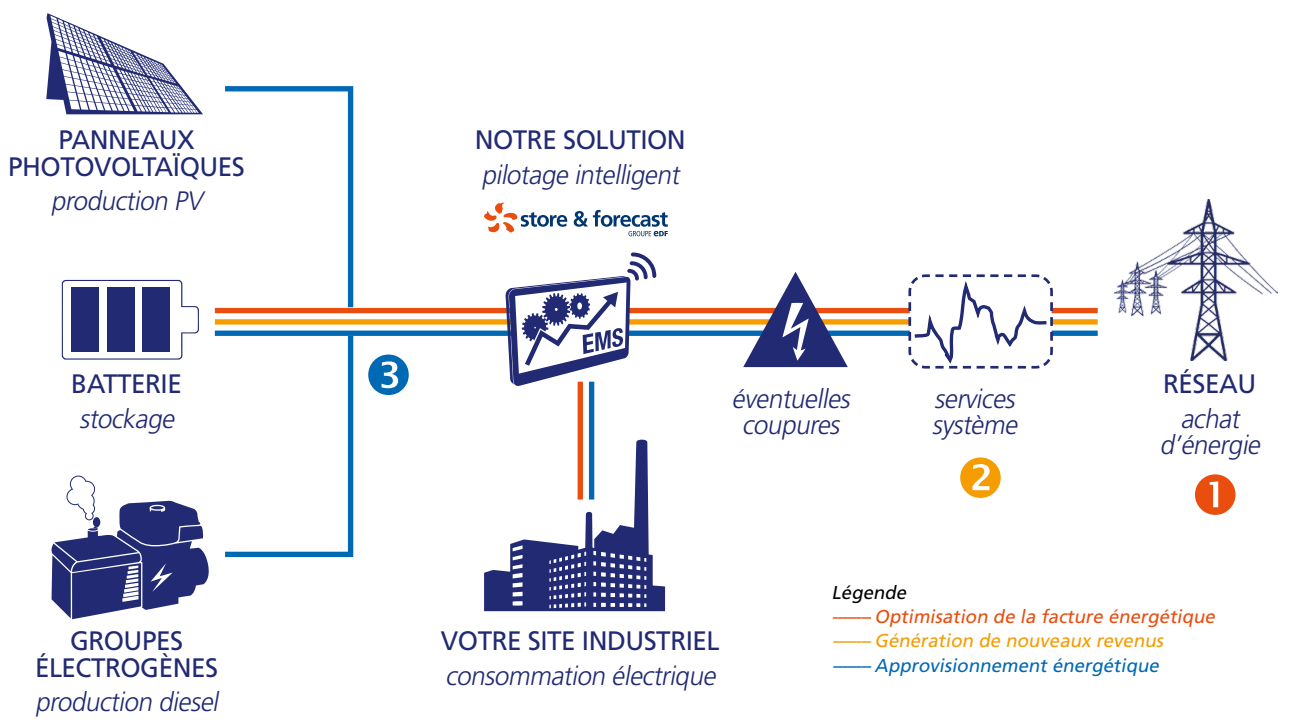 PANNEAUX
PHOTOVOLTAÏQUES
production PV
NOTRE SOLUTION
pilotage intelligent
store & forecast
GROUPE EDF
BATTERIE
stockage
3
EMS
éventuelles
coupures
services
système
2
RÉSEAU
achat
d'énergie
1
GROUPES
ÉLECTROGÈNES
production diesel
VOTRE SITE INDUSTRIEL
consommation électrique
Légende
Optimisation de la facture énergétique
Génération de nouveaux revenus
Approvisionnement énergétique